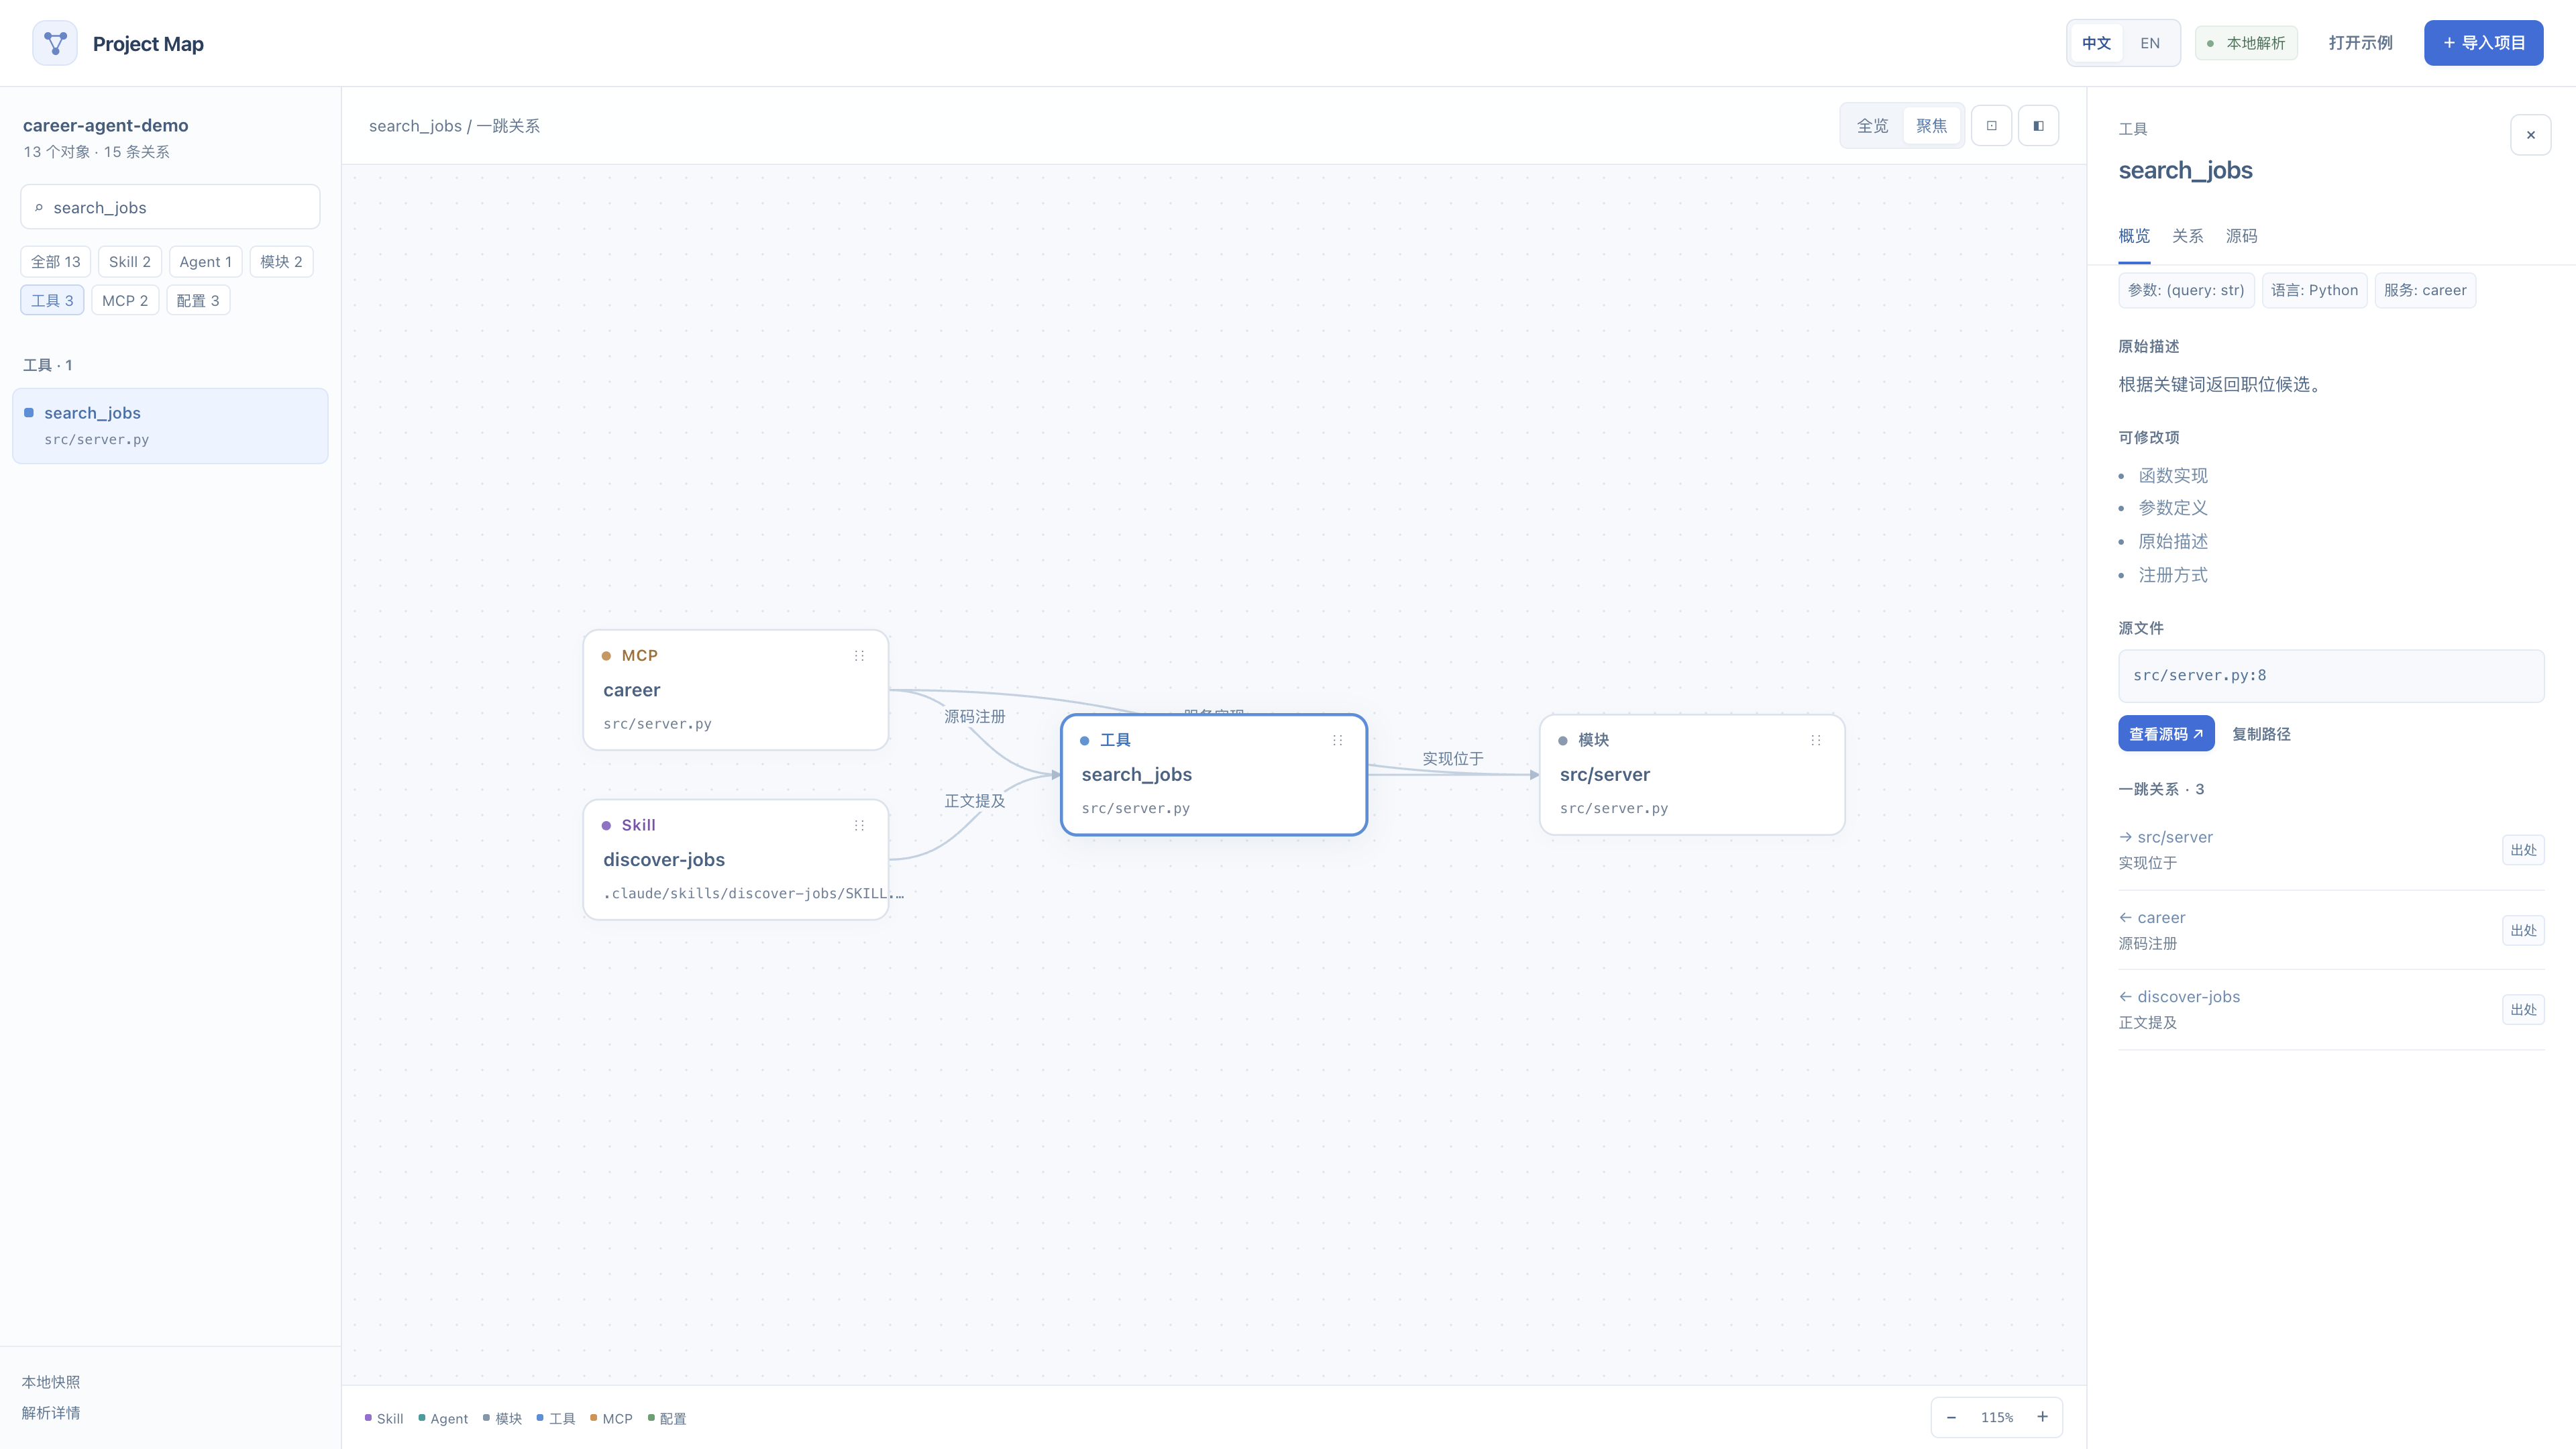 Project Map
中文
EN
本地解析
打开示例
+ 导入项目
career-agent-demo
13 个对象 · 15 条关系
search_jobs
全部 13
Skill 2
Agent 1
模块 2
工具 3
MCP 2
配置 3
工具 · 1
search_jobs
src/server.py
本地快照
解析详情
search_jobs / 一跳关系
全览
聚焦
MCP
career
src/server.py
源码注册
Skill
discover-jobs
.claude/skills/discover-jobs/SKILL.…
正文提及
工具
search_jobs
src/server.py
实现位于
模块
src/server
src/server.py
Skill
Agent
模块
工具
MCP
配置
− 115% +
工具
×
search_jobs
概览
关系
源码
参数: (query: str)
语言: Python
服务: career
原始描述
根据关键词返回职位候选。
可修改项
• 函数实现
• 参数定义
• 原始描述
• 注册方式
源文件
src/server.py:8
查看源码 ↗
复制路径
一跳关系 · 3
→ src/server
实现位于
出处
← career
源码注册
出处
← discover-jobs
正文提及
出处